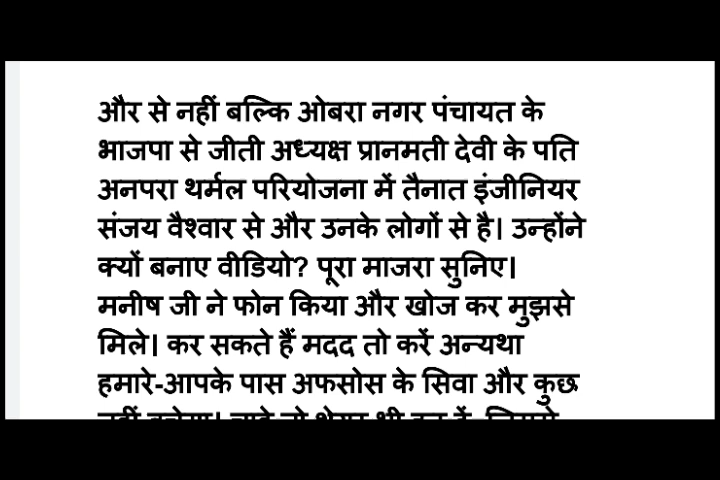 और से नहीं बल्कि ओबरा नगर पंचायत के
भाजपा से जीती अध्यक्ष प्रानमती देवी के पति
अनपरा थर्मल परियोजना में तैनात इंजीनियर
संजय वैश्वार से और उनके लोगों से है। उन्होंने
क्यों बनाए वीडियो? पूरा माजरा सुनिए।
मनीष जी ने फोन किया और खोज कर मुझसे
मिले। कर सकते हैं मदद तो करें अन्यथा
हमारे-आपके पास अफसोस के सिवा और कुछ